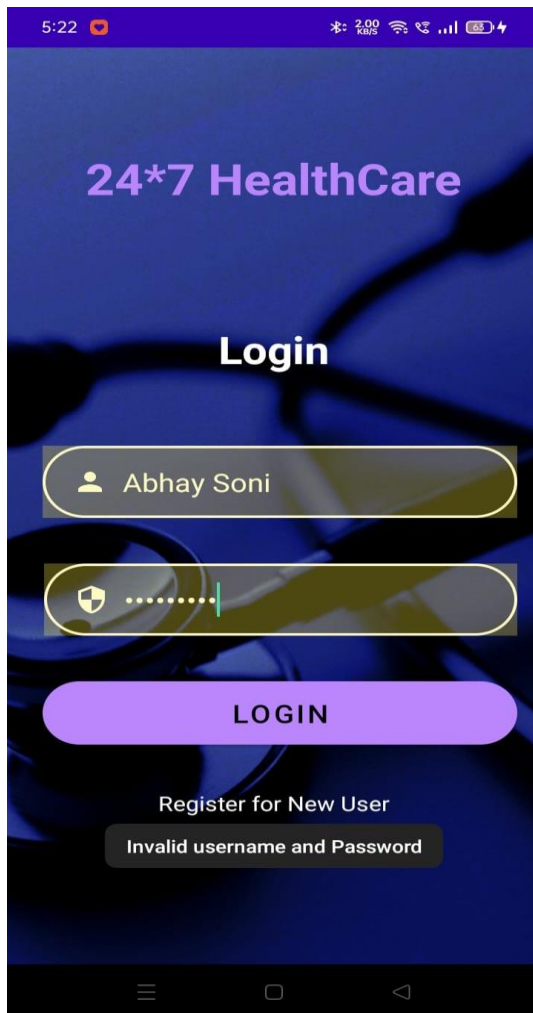 5:22
2.00
KB/S
63
24*7 HealthCare
Login
Abhay Soni
•••••••••
LOGIN
Register for New User
Invalid username and Password